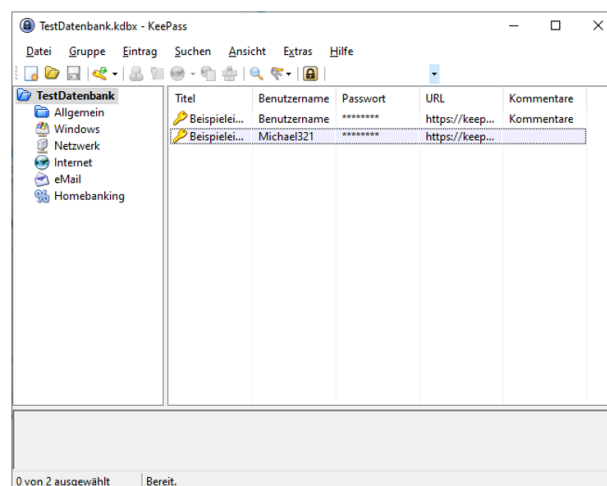 TestDatenbank.kdbx - KeePass
Datei Gruppe Eintrag Suchen Ansicht Extras Hilfe
TestDatenbank
Allgemein
Windows
Netzwerk
Internet
eMail
Homebanking
Titel Benutzername Passwort URL Kommentare
Beispielei... Benutzername ******** https://keep... Kommentare
Beispielei... Michael321 ******** https://keep...
0 von 2 ausgewählt Bereit.